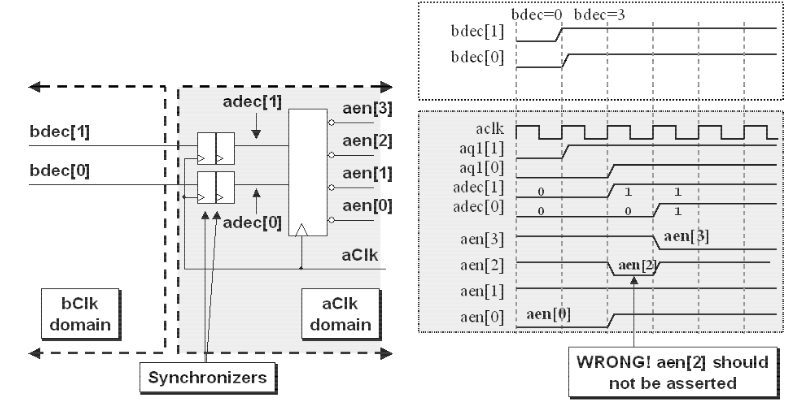 bdec[1]
bdec[0]
adec[1]
adec[0]
aen[3]
aen[2]
aen[1]
aen[0]
aClk
bClk
domain
aClk
domain
Synchronizers
bdec=0 bdec=3
bdec[1]
bdec[0]
aclk
aq1[1]
aq1[0]
adec[1] 0 1 1
adec[0] 0 0 1
aen[3] aen[3]
aen[2] aen[2]
aen[1]
aen[0] aen[0]
WRONG! aen[2] should
not be asserted